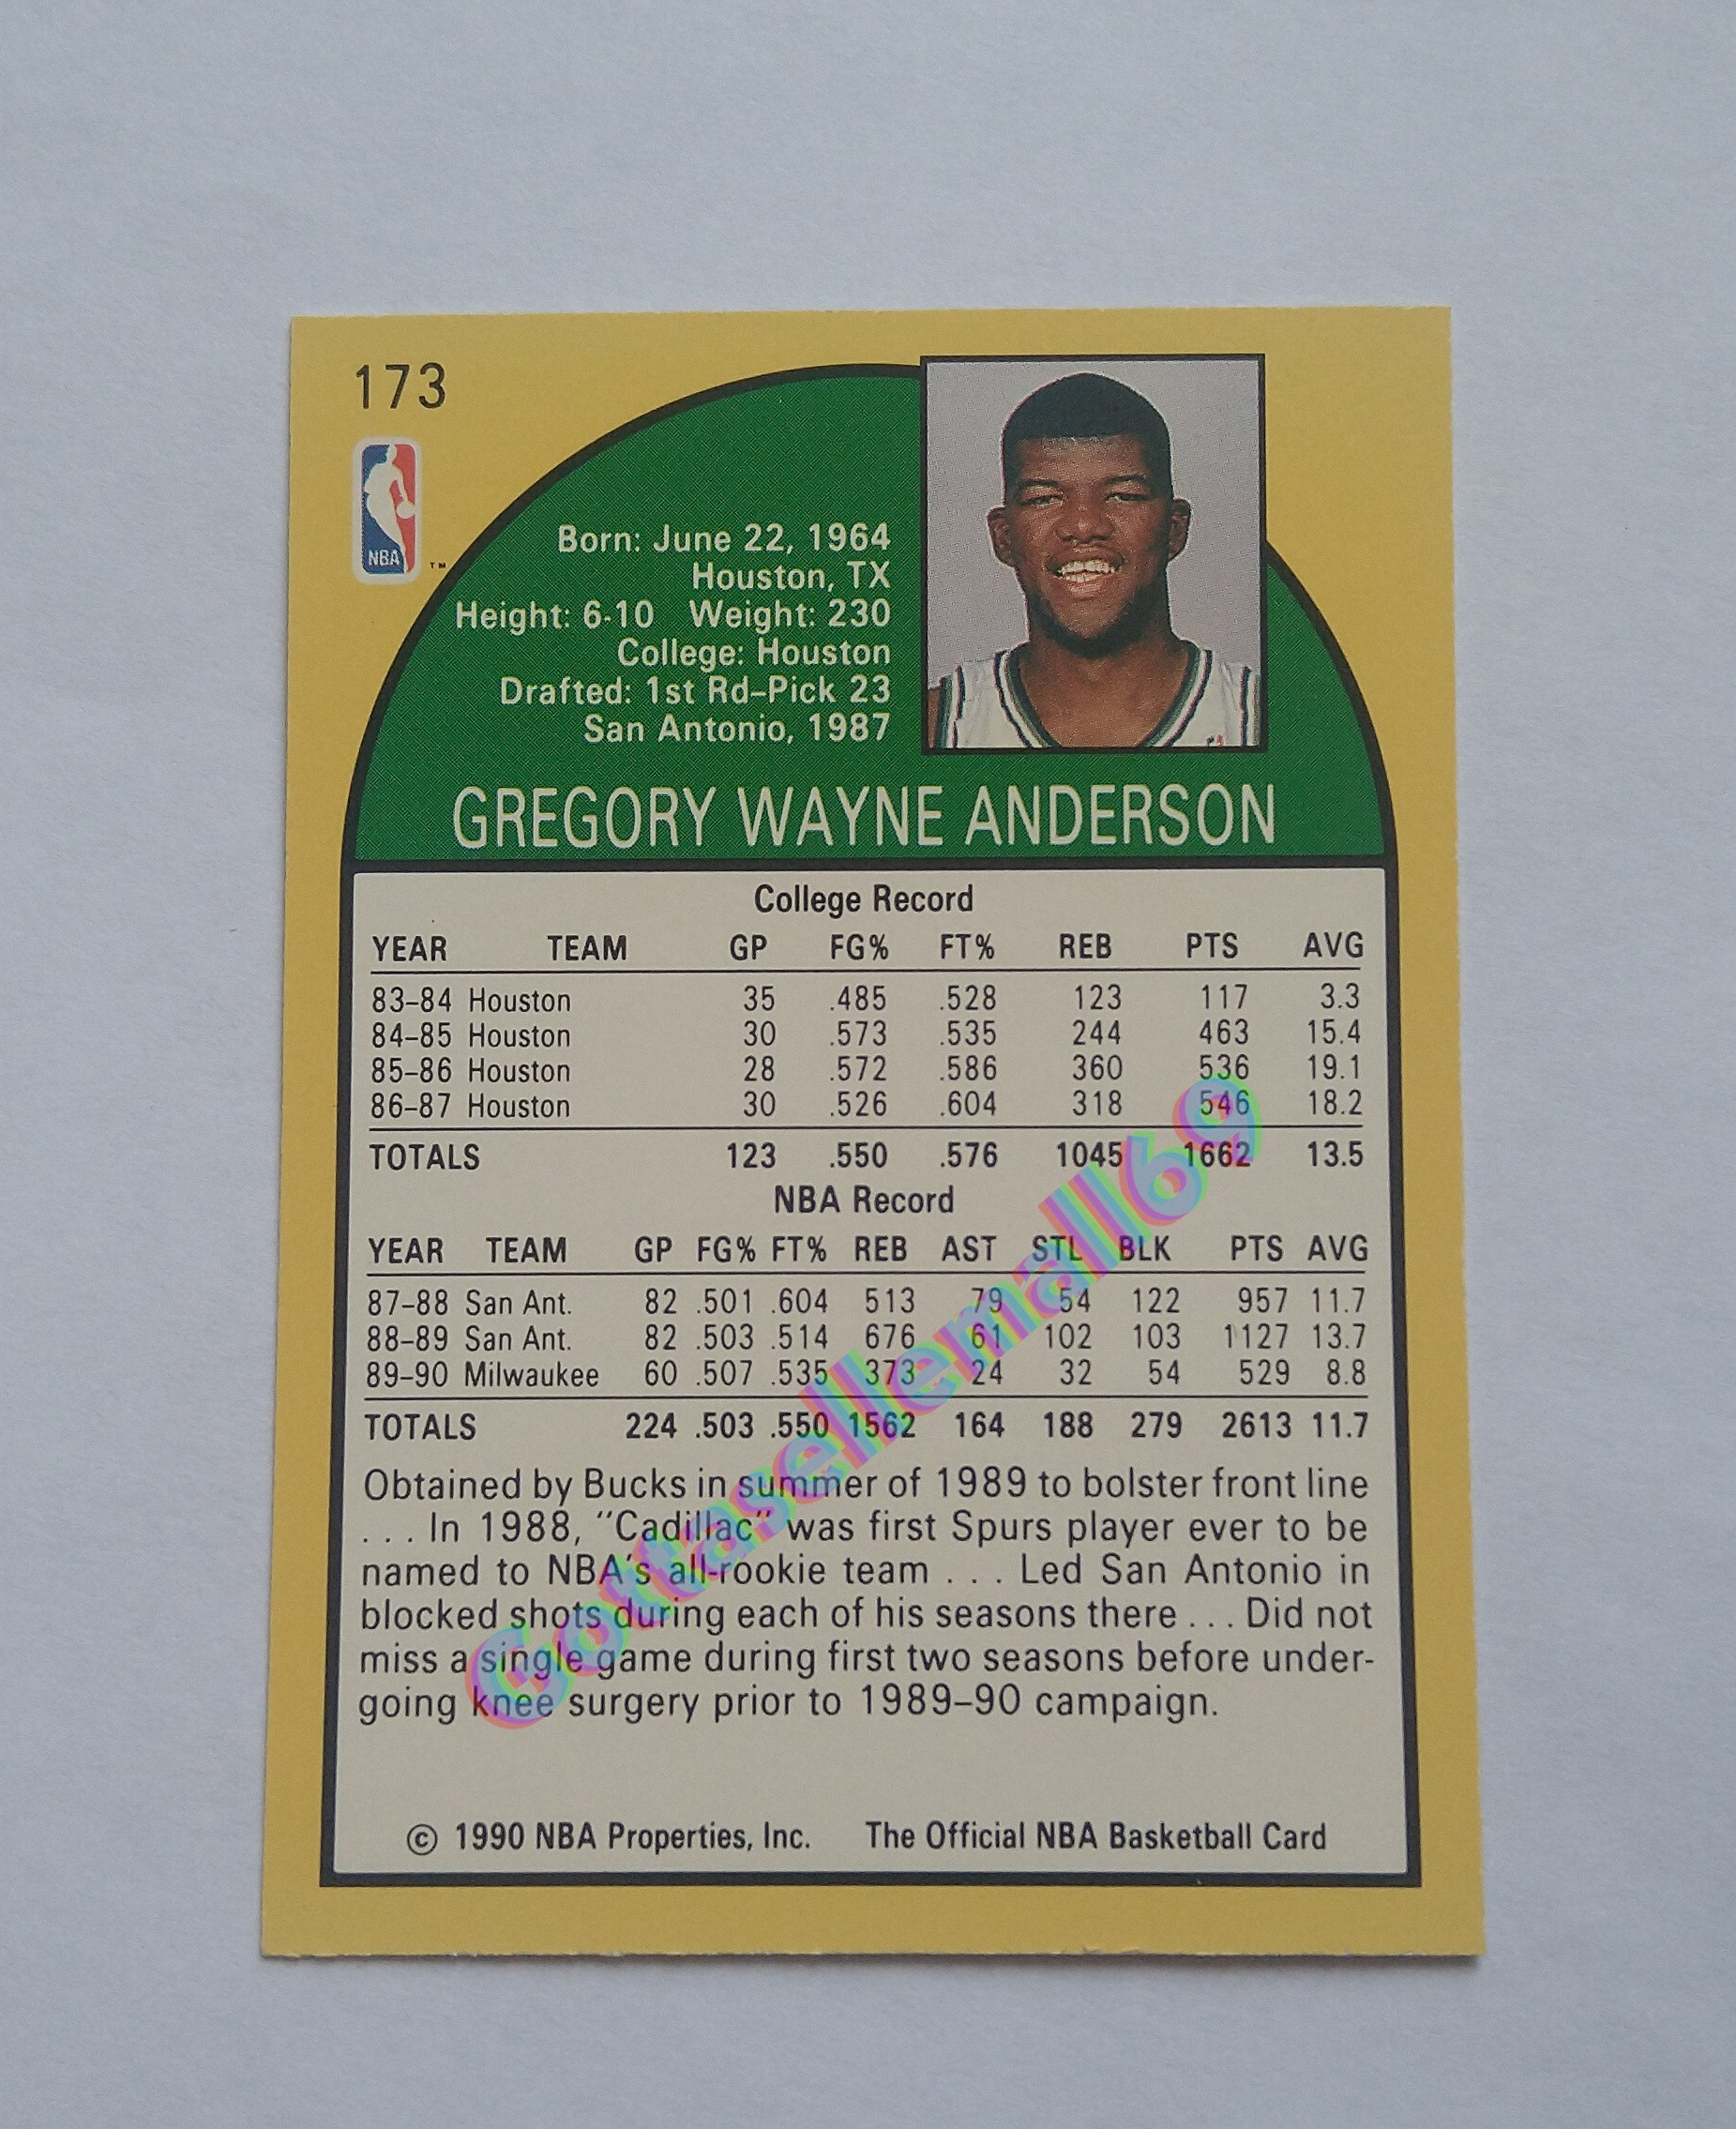 173
NBA
™
Born: June 22, 1964
Houston, TX
Height: 6-10 Weight: 230
College: Houston
Drafted: 1st Rd–Pick 23
San Antonio, 1987
GREGORY WAYNE ANDERSON
College Record
YEAR TEAM GP FG% FT% REB PTS AVG
83–84 Houston 35 .485 .528 123 117 3.3
84–85 Houston 30 .573 .535 244 463 15.4
85–86 Houston 28 .572 .586 360 536 19.1
86–87 Houston 30 .526 .604 318 546 18.2
TOTALS 123 .550 .576 1045 1662 13.5
NBA Record
YEAR TEAM GP FG% FT% REB AST STL BLK PTS AVG
87–88 San Ant. 82 .501 .604 513 79 54 122 957 11.7
88–89 San Ant. 82 .503 .514 676 61 102 103 1127 13.7
89–90 Milwaukee 60 .507 .535 373 24 32 54 529 8.8
TOTALS 224 .503 .550 1562 164 188 279 2613 11.7
Obtained by Bucks in summer of 1989 to bolster front line
. . . In 1988, "Cadillac" was first Spurs player ever to be
named to NBA's all-rookie team . . . Led San Antonio in
blocked shots during each of his seasons there . . . Did not
miss a single game during first two seasons before under-
going knee surgery prior to 1989–90 campaign.
© 1990 NBA Properties, Inc. The Official NBA Basketball Card
Gottasellemall69